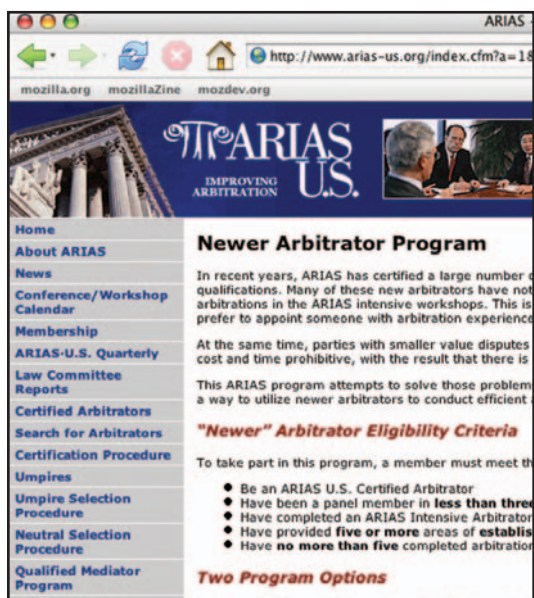 ARIAS -
http://www.arias-us.org/index.cfm?a=1&
mozilla.org mozillaZine mozdev.org
ARIAS
IMPROVING
ARBITRATION
U.S.
Home
About ARIAS
News
Conference/Workshop
Calendar
Membership
ARIAS·U.S. Quarterly
Law Committee
Reports
Certified Arbitrators
Search for Arbitrators
Certification Procedure
Umpires
Umpire Selection
Procedure
Neutral Selection
Procedure
Qualified Mediator
Program
Newer Arbitrator Program
In recent years, ARIAS has certified a large number
qualifications. Many of these new arbitrators have not
arbitrations in the ARIAS intensive workshops. This is
prefer to appoint someone with arbitration experience
At the same time, parties with smaller value disputes
cost and time prohibitive, with the result that there is
This ARIAS program attempts to solve those problem
a way to utilize newer arbitrators to conduct efficient
"Newer" Arbitrator Eligibility Criteria
To take part in this program, a member must meet th
● Be an ARIAS U.S. Certified Arbitrator
● Have been a panel member in less than three
● Have completed an ARIAS Intensive Arbitrator
● Have provided five or more areas of establis
● Have no more than five completed arbitration
Two Program Options